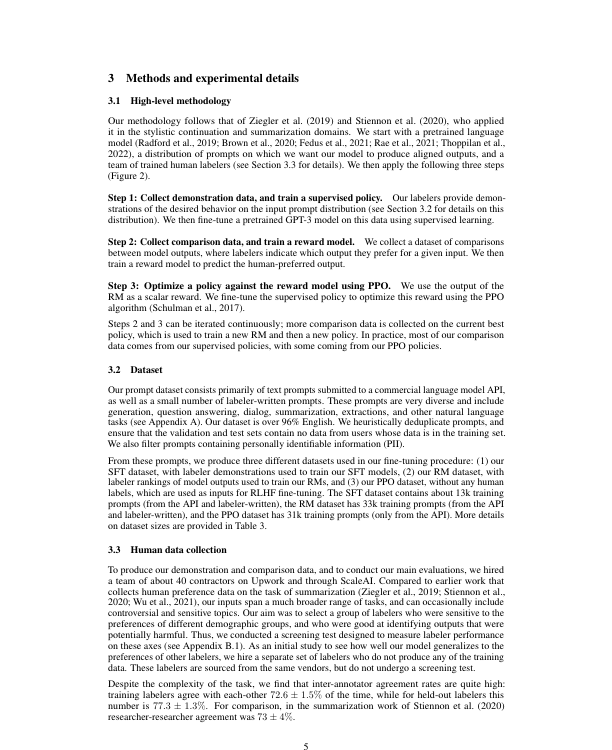 3 Methods and experimental details
3.1 High-level methodology
Our methodology follows that of Ziegler et al. (2019) and Stiennon et al. (2020), who applied
it in the stylistic continuation and summarization domains. We start with a pretrained language
model (Radford et al., 2019; Brown et al., 2020; Fedus et al., 2021; Rae et al., 2021; Thoppilan et al.,
2022), a distribution of prompts on which we want our model to produce aligned outputs, and a
team of trained human labelers (see Section 3.3 for details). We then apply the following three steps
(Figure 2).
Step 1: Collect demonstration data, and train a supervised policy. Our labelers provide demon-
strations of the desired behavior on the input prompt distribution (see Section 3.2 for details on this
distribution). We then fine-tune a pretrained GPT-3 model on this data using supervised learning.
Step 2: Collect comparison data, and train a reward model. We collect a dataset of comparisons
between model outputs, where labelers indicate which output they prefer for a given input. We then
train a reward model to predict the human-preferred output.
Step 3: Optimize a policy against the reward model using PPO. We use the output of the
RM as a scalar reward. We fine-tune the supervised policy to optimize this reward using the PPO
algorithm (Schulman et al., 2017).
Steps 2 and 3 can be iterated continuously; more comparison data is collected on the current best
policy, which is used to train a new RM and then a new policy. In practice, most of our comparison
data comes from our supervised policies, with some coming from our PPO policies.
3.2 Dataset
Our prompt dataset consists primarily of text prompts submitted to a commercial language model API,
as well as a small number of labeler-written prompts. These prompts are very diverse and include
generation, question answering, dialog, summarization, extractions, and other natural language
tasks (see Appendix A). Our dataset is over 96% English. We heuristically deduplicate prompts, and
ensure that the validation and test sets contain no data from users whose data is in the training set.
We also filter prompts containing personally identifiable information (PII).
From these prompts, we produce three different datasets used in our fine-tuning procedure: (1) our
SFT dataset, with labeler demonstrations used to train our SFT models, (2) our RM dataset, with
labeler rankings of model outputs used to train our RMs, and (3) our PPO dataset, without any human
labels, which are used as inputs for RLHF fine-tuning. The SFT dataset contains about 13k training
prompts (from the API and labeler-written), the RM dataset has 33k training prompts (from the API
and labeler-written), and the PPO dataset has 31k training prompts (only from the API). More details
on dataset sizes are provided in Table 3.
3.3 Human data collection
To produce our demonstration and comparison data, and to conduct our main evaluations, we hired
a team of about 40 contractors on Upwork and through ScaleAI. Compared to earlier work that
collects human preference data on the task of summarization (Ziegler et al., 2019; Stiennon et al.,
2020; Wu et al., 2021), our inputs span a much broader range of tasks, and can occasionally include
controversial and sensitive topics. Our aim was to select a group of labelers who were sensitive to the
preferences of different demographic groups, and who were good at identifying outputs that were
potentially harmful. Thus, we conducted a screening test designed to measure labeler performance
on these axes (see Appendix B.1). As an initial study to see how well our model generalizes to the
preferences of other labelers, we hire a separate set of labelers who do not produce any of the training
data. These labelers are sourced from the same vendors, but do not undergo a screening test.
Despite the complexity of the task, we find that inter-annotator agreement rates are quite high:
training labelers agree with each-other 72.6 ± 1.5% of the time, while for held-out labelers this
number is 77.3 ± 1.3%. For comparison, in the summarization work of Stiennon et al. (2020)
researcher-researcher agreement was 73 ± 4%.
5